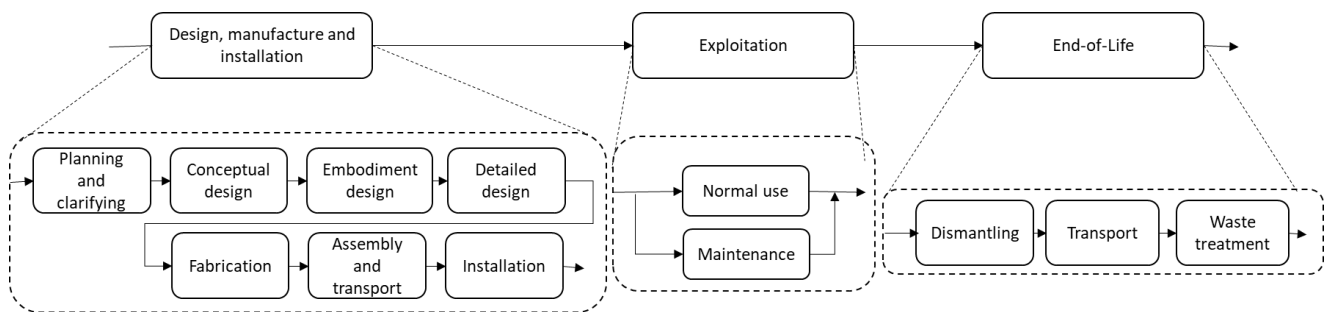 Design, manufacture and
installation
Exploitation
End-of-Life
Planning
and
clarifying
Conceptual
design
Embodiment
design
Detailed
design
Fabrication
Assembly
and
transport
Installation
Normal use
Maintenance
Dismantling
Transport
Waste
treatment